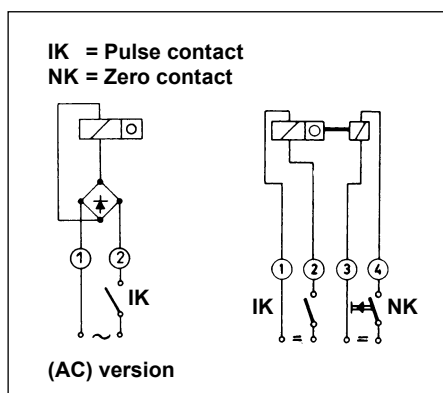 IK = Pulse contact
NK = Zero contact
1 2 1 2 3 4
IK IK NK
~ = =
(AC) version